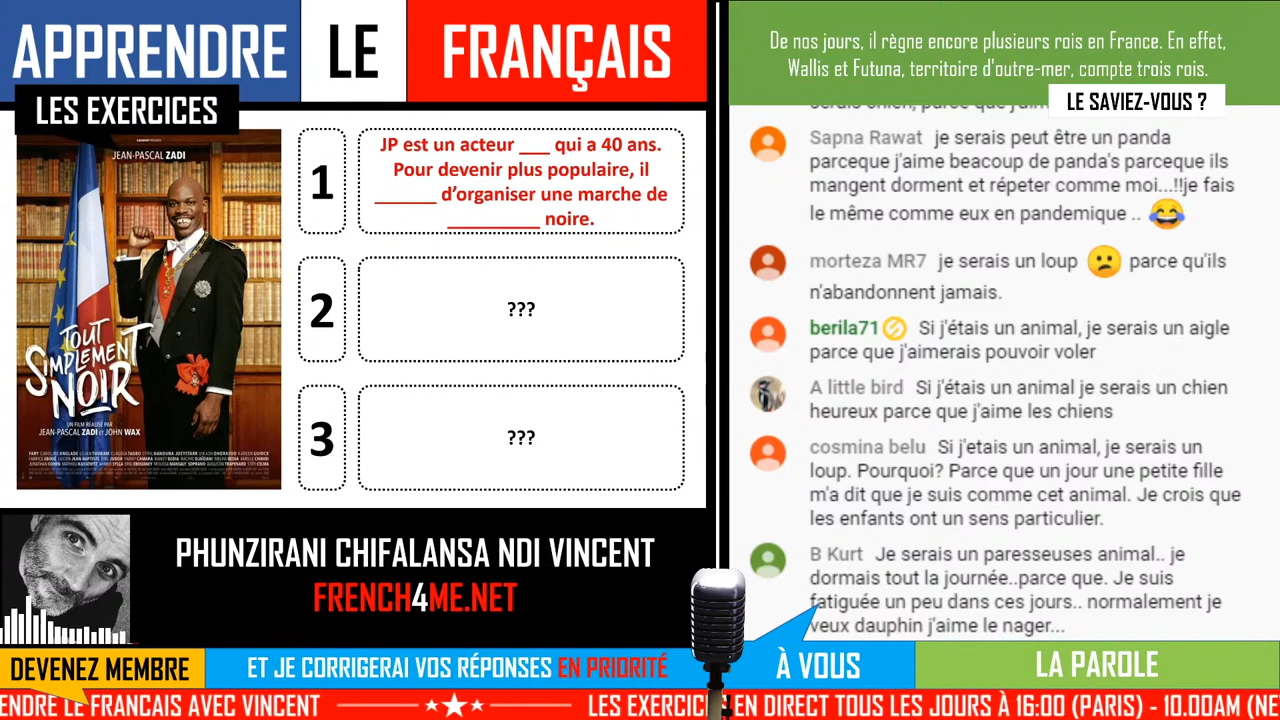 APPRENDRE LE FRANÇAIS
LES EXERCICES
JEAN-PASCAL ZADI
TOUT
SIMPLEMENT
NOIR
UN FILM RÉALISÉ PAR
JEAN-PASCAL ZADI ET JOHN WAX
1
JP est un acteur ___ qui a 40 ans.
Pour devenir plus populaire, il
______ d’organiser une marche de
_________ noire.
2
???
3
???
PHUNZIRANI CHIFALANSA NDI VINCENT
FRENCH4ME.NET
De nos jours, il règne encore plusieurs rois en France. En effet,
Wallis et Futuna, territoire d'outre-mer, compte trois rois.
LE SAVIEZ-VOUS ?
Sapna Rawat je serais peut être un panda
parceque j'aime beacoup de panda's parceque ils
mangent dorment et répeter comme moi...!!je fais
le même comme eux en pandemique .. 😂
morteza MR7 je serais un loup 😕 parce qu'ils
n'abandonnent jamais.
berila71 Si j'étais un animal, je serais un aigle
parce que j'aimerais pouvoir voler
A little bird Si j'étais un animal je serais un chien
heureux parce que j'aime les chiens
cosmina pelu Si j'etais un animal, je serais un
loup. Pourquoi? Parce que un jour une petite fille
m'a dit que je suis comme cet animal. Je crois que
les enfants ont un sens particulier.
B Kurt Je serais un paresseuses animal.. je
dormais tout la journée..parce que. Je suis
fatiguée un peu dans ces jours.. normalement je
veux dauphin j'aime le nager...
DEVENEZ MEMBRE
ET JE CORRIGERAI VOS RÉPONSES EN PRIORITÉ
À VOUS
LA PAROLE
ENDRE LE FRANCAIS AVEC VINCENT
LES EXERCIC EN DIRECT TOUS LES JOURS À 16:00 (PARIS) - 10.00AM (NE